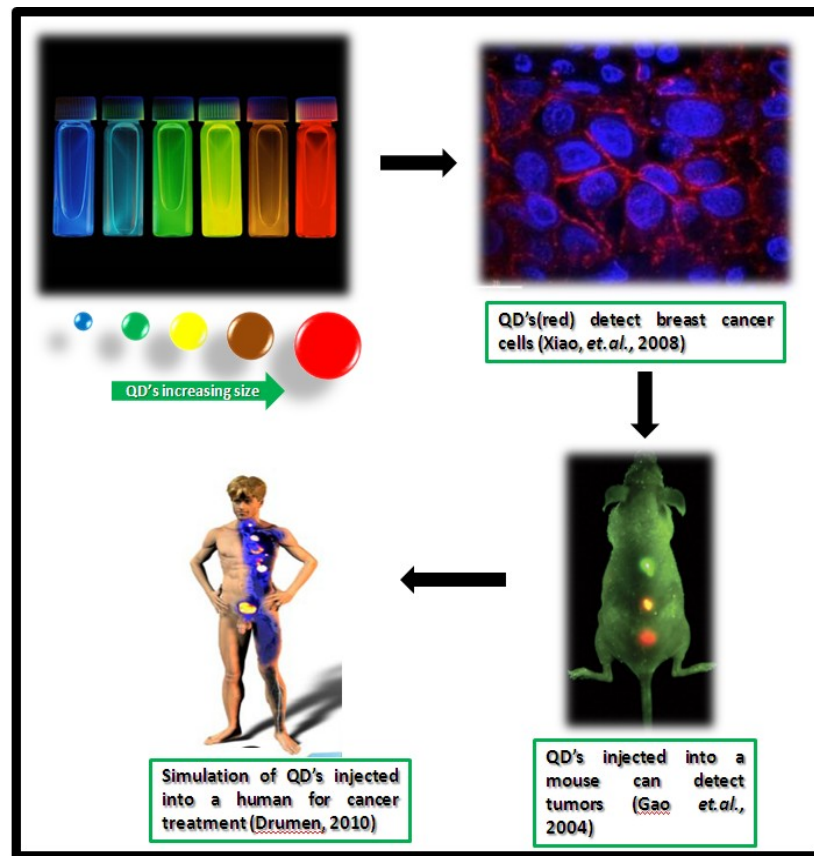 QD's increasing size
QD's(red) detect breast cancer
cells (Xiao, et.al., 2008)
QD's injected into a
mouse can detect
tumors (Gao et.al.,
2004)
Simulation of QD's injected
into a human for cancer
treatment (Drumen, 2010)